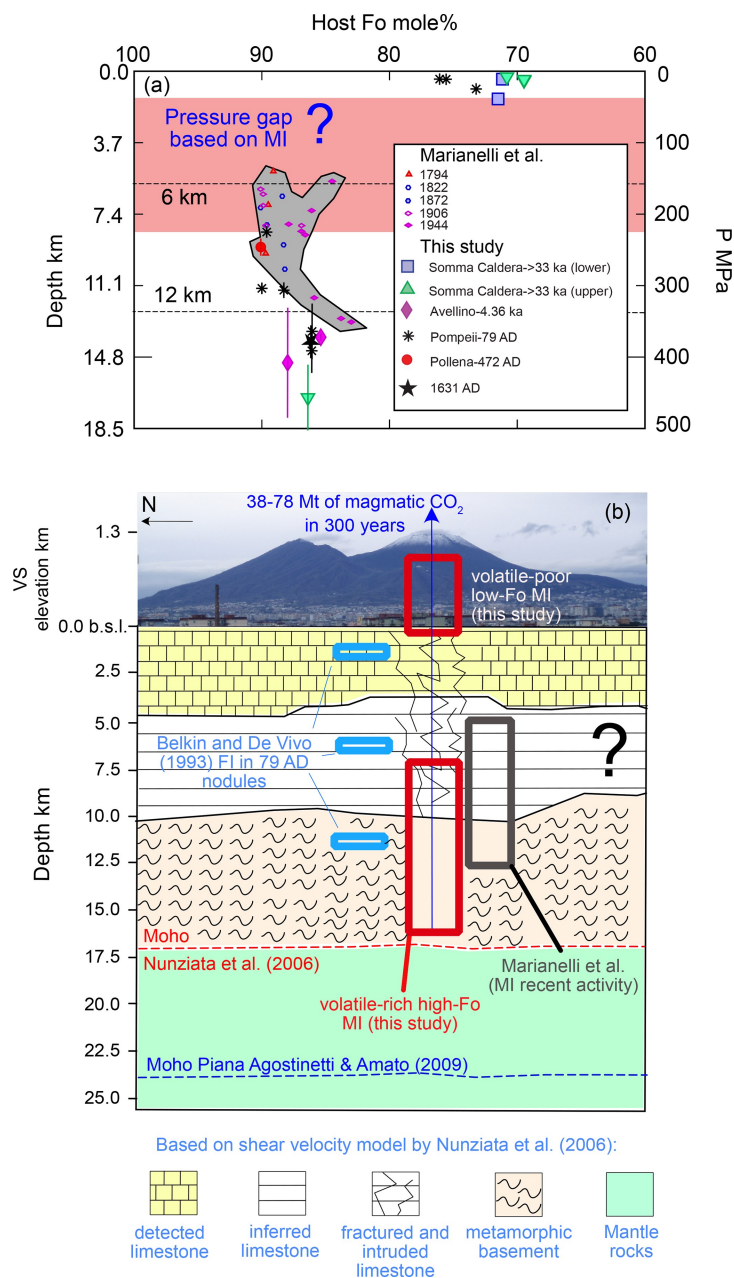 Host Fo mole%
100 90 80 70 60
0.0
3.7
7.4
11.1
14.8
18.5
Depth km
0
100
200
300
400
500
P MPa
(a)
Pressure gap
based on MI
?
6 km
12 km
Marianelli et al.
1794
1822
1872
1906
1944
This study
Somma Caldera->33 ka (lower)
Somma Caldera->33 ka (upper)
Avellino-4.36 ka
Pompeii-79 AD
Pollena-472 AD
1631 AD
N
38-78 Mt of magmatic CO2
in 300 years
(b)
VS
elevation km
1.3
0.0 b.s.l.
volatile-poor
low-Fo MI
(this study)
2.5
5.0
7.5
10.0
12.5
15.0
17.5
20.0
22.5
25.0
Depth km
Belkin and De Vivo
(1993) FI in 79 AD
nodules
?
Moho
Nunziata et al. (2006)
Marianelli et al.
(MI recent activity)
volatile-rich high-Fo
MI (this study)
Moho Piana Agostinetti & Amato (2009)
Based on shear velocity model by Nunziata et al. (2006):
detected
limestone
inferred
limestone
fractured and
intruded
limestone
metamorphic
basement
Mantle
rocks